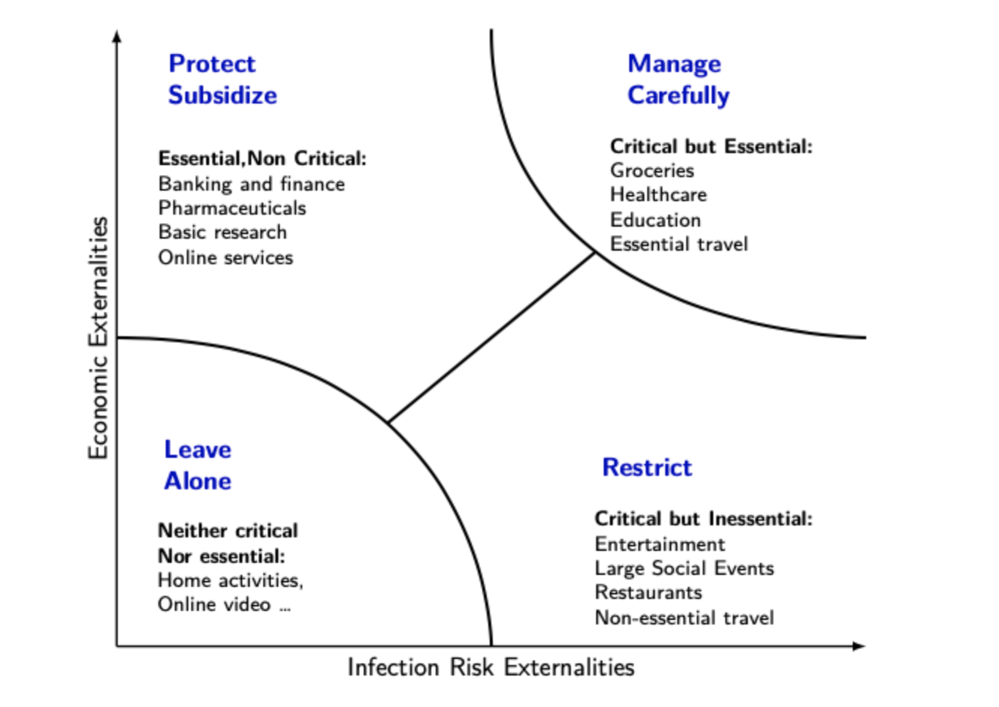 Protect
Subsidize
Essential,Non Critical:
Banking and finance
Pharmaceuticals
Basic research
Online services
Manage
Carefully
Critical but Essential:
Groceries
Healthcare
Education
Essential travel
Economic Externalities
Leave
Alone
Neither critical
Nor essential:
Home activities,
Online video ...
Restrict
Critical but Inessential:
Entertainment
Large Social Events
Restaurants
Non-essential travel
Infection Risk Externalities